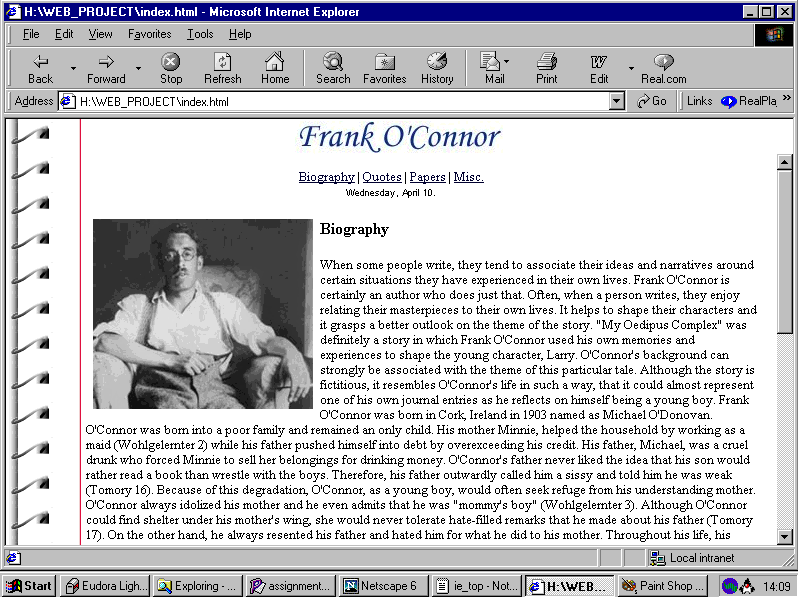 H:\WEB_PROJECT\index.html - Microsoft Internet Explorer
File Edit View Favorites Tools Help
Back Forward Stop Refresh Home Search Favorites History Mail Print Edit Real.com
Address H:\WEB_PROJECT\index.html Go Links RealPla »
Frank O'Connor
Biography | Quotes | Papers | Misc.
Wednesday, April 10.
Biography
When some people write, they tend to associate their ideas and narratives around
certain situations they have experienced in their own lives. Frank O'Connor is
certainly an author who does just that. Often, when a person writes, they enjoy
relating their masterpieces to their own lives. It helps to shape their characters and
it grasps a better outlook on the theme of the story. "My Oedipus Complex" was
definitely a story in which Frank O'Connor used his own memories and
experiences to shape the young character, Larry. O'Connor's background can
strongly be associated with the theme of this particular tale. Although the story is
fictitious, it resembles O'Connor's life in such a way, that it could almost represent
one of his own journal entries as he reflects on himself being a young boy. Frank
O'Connor was born in Cork, Ireland in 1903 named as Michael O'Donovan.
O'Connor was born into a poor family and remained an only child. His mother Minnie, helped the household by working as a
maid (Wohlgelernter 2) while his father pushed himself into debt by overexceeding his credit. His father, Michael, was a cruel
drunk who forced Minnie to sell her belongings for drinking money. O'Connor's father never liked the idea that his son would
rather read a book than wrestle with the boys. Therefore, his father outwardly called him a sissy and told him he was weak
(Tomory 16). Because of this degradation, O'Connor, as a young boy, would often seek refuge from his understanding mother.
O'Connor always idolized his mother and he even admits that he was "mommy's boy" (Wohlgelernter 3). Although O'Connor
could find shelter under his mother's wing, she would never tolerate hate-filled remarks that he made about his father (Tomory
17). On the other hand, he always resented his father and hated him for what he did to his mother. Throughout his life, his
Local intranet
Start Eudora Ligh... Exploring - ... assignment... Netscape 6 ie_top - Not... H:\WEB... Paint Shop ... 14:09